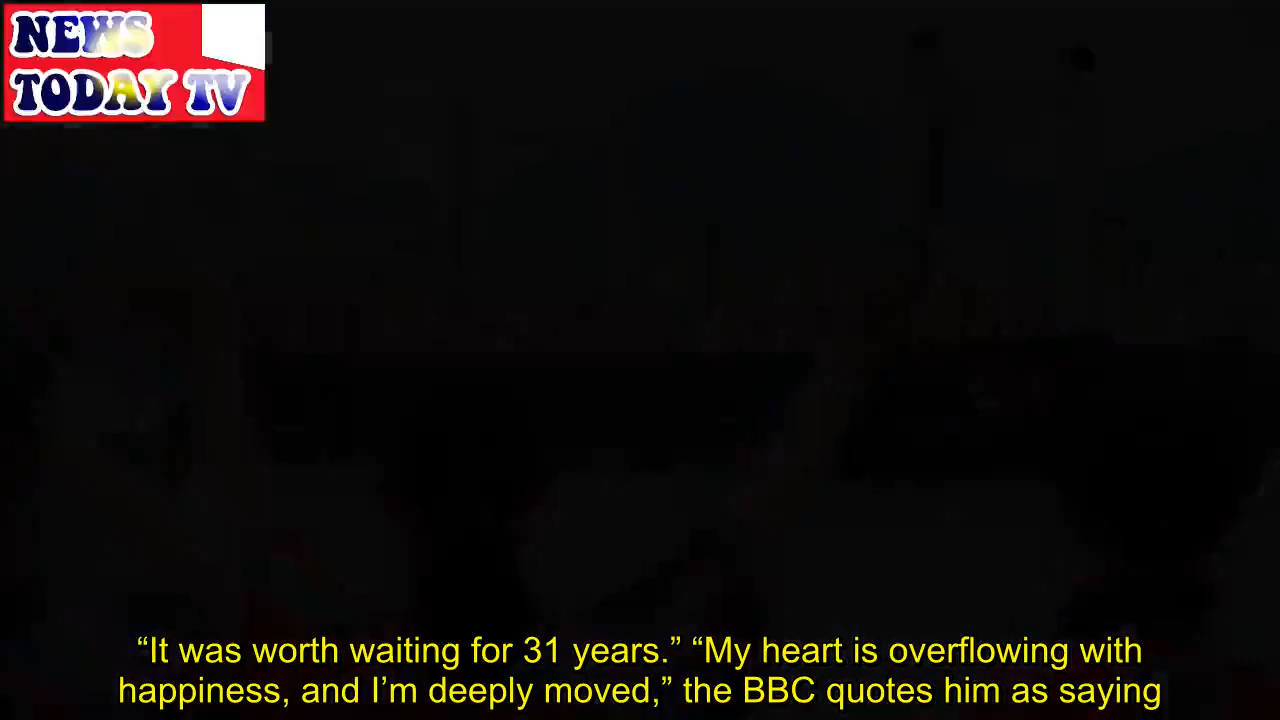 NEWS
TODAY TV
“It was worth waiting for 31 years.” “My heart is overflowing with
happiness, and I’m deeply moved,” the BBC quotes him as saying